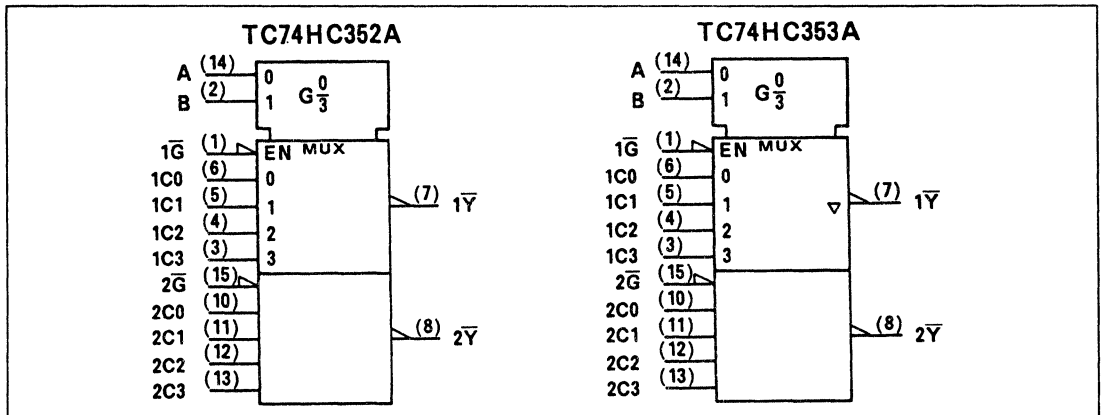 TC74HC352A
A (14) 0
B (2) 1
G 0/3
1G̅ (1) EN MUX
1C0 (6) 0
1C1 (5) 1
1C2 (4) 2
1C3 (3) 3
(7) 1Y̅
2G̅ (15)
2C0 (10)
2C1 (11)
2C2 (12)
2C3 (13)
(8) 2Y̅
TC74HC353A
A (14) 0
B (2) 1
G 0/3
1G̅ (1) EN MUX
1C0 (6) 0
1C1 (5) 1
1C2 (4) 2
1C3 (3) 3
▽ (7) 1Y̅
2G̅ (15)
2C0 (10)
2C1 (11)
2C2 (12)
2C3 (13)
(8) 2Y̅